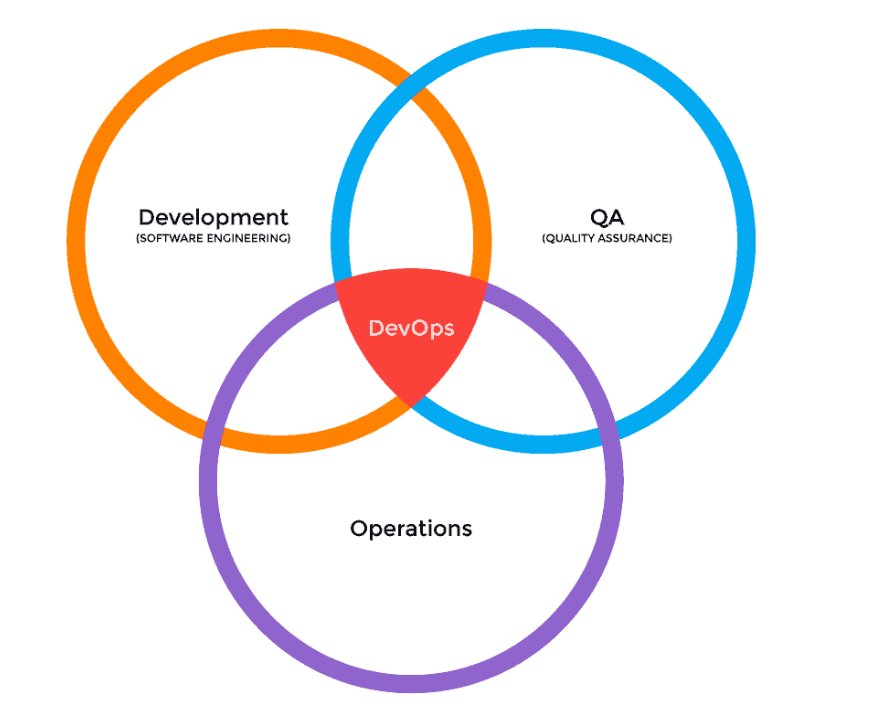 Development
(SOFTWARE ENGINEERING)
QA
(QUALITY ASSURANCE)
DevOps
Operations